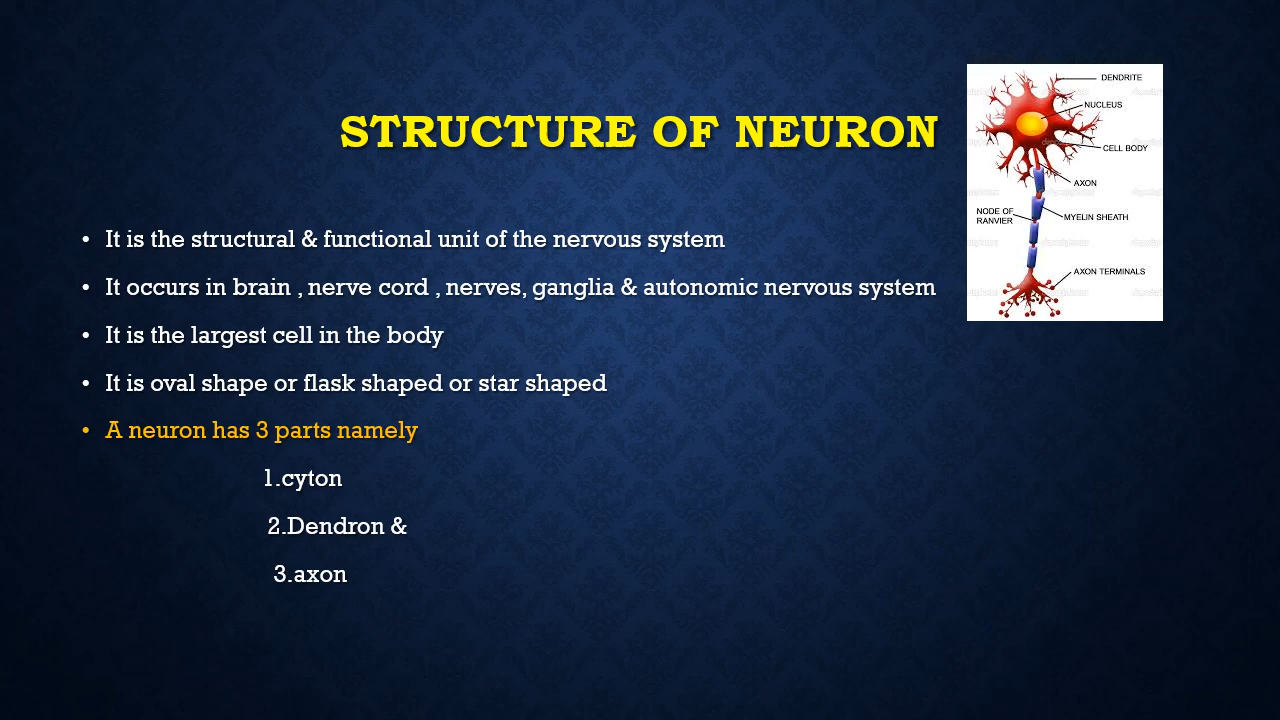 STRUCTURE OF NEURON
• It is the structural & functional unit of the nervous system
• It occurs in brain , nerve cord , nerves, ganglia & autonomic nervous system
• It is the largest cell in the body
• It is oval shape or flask shaped or star shaped
• A neuron has 3 parts namely
1.cyton
2.Dendron &
3.axon
DENDRITE
NUCLEUS
CELL BODY
AXON
NODE OF
RANVIER
MYELIN SHEATH
AXON TERMINALS